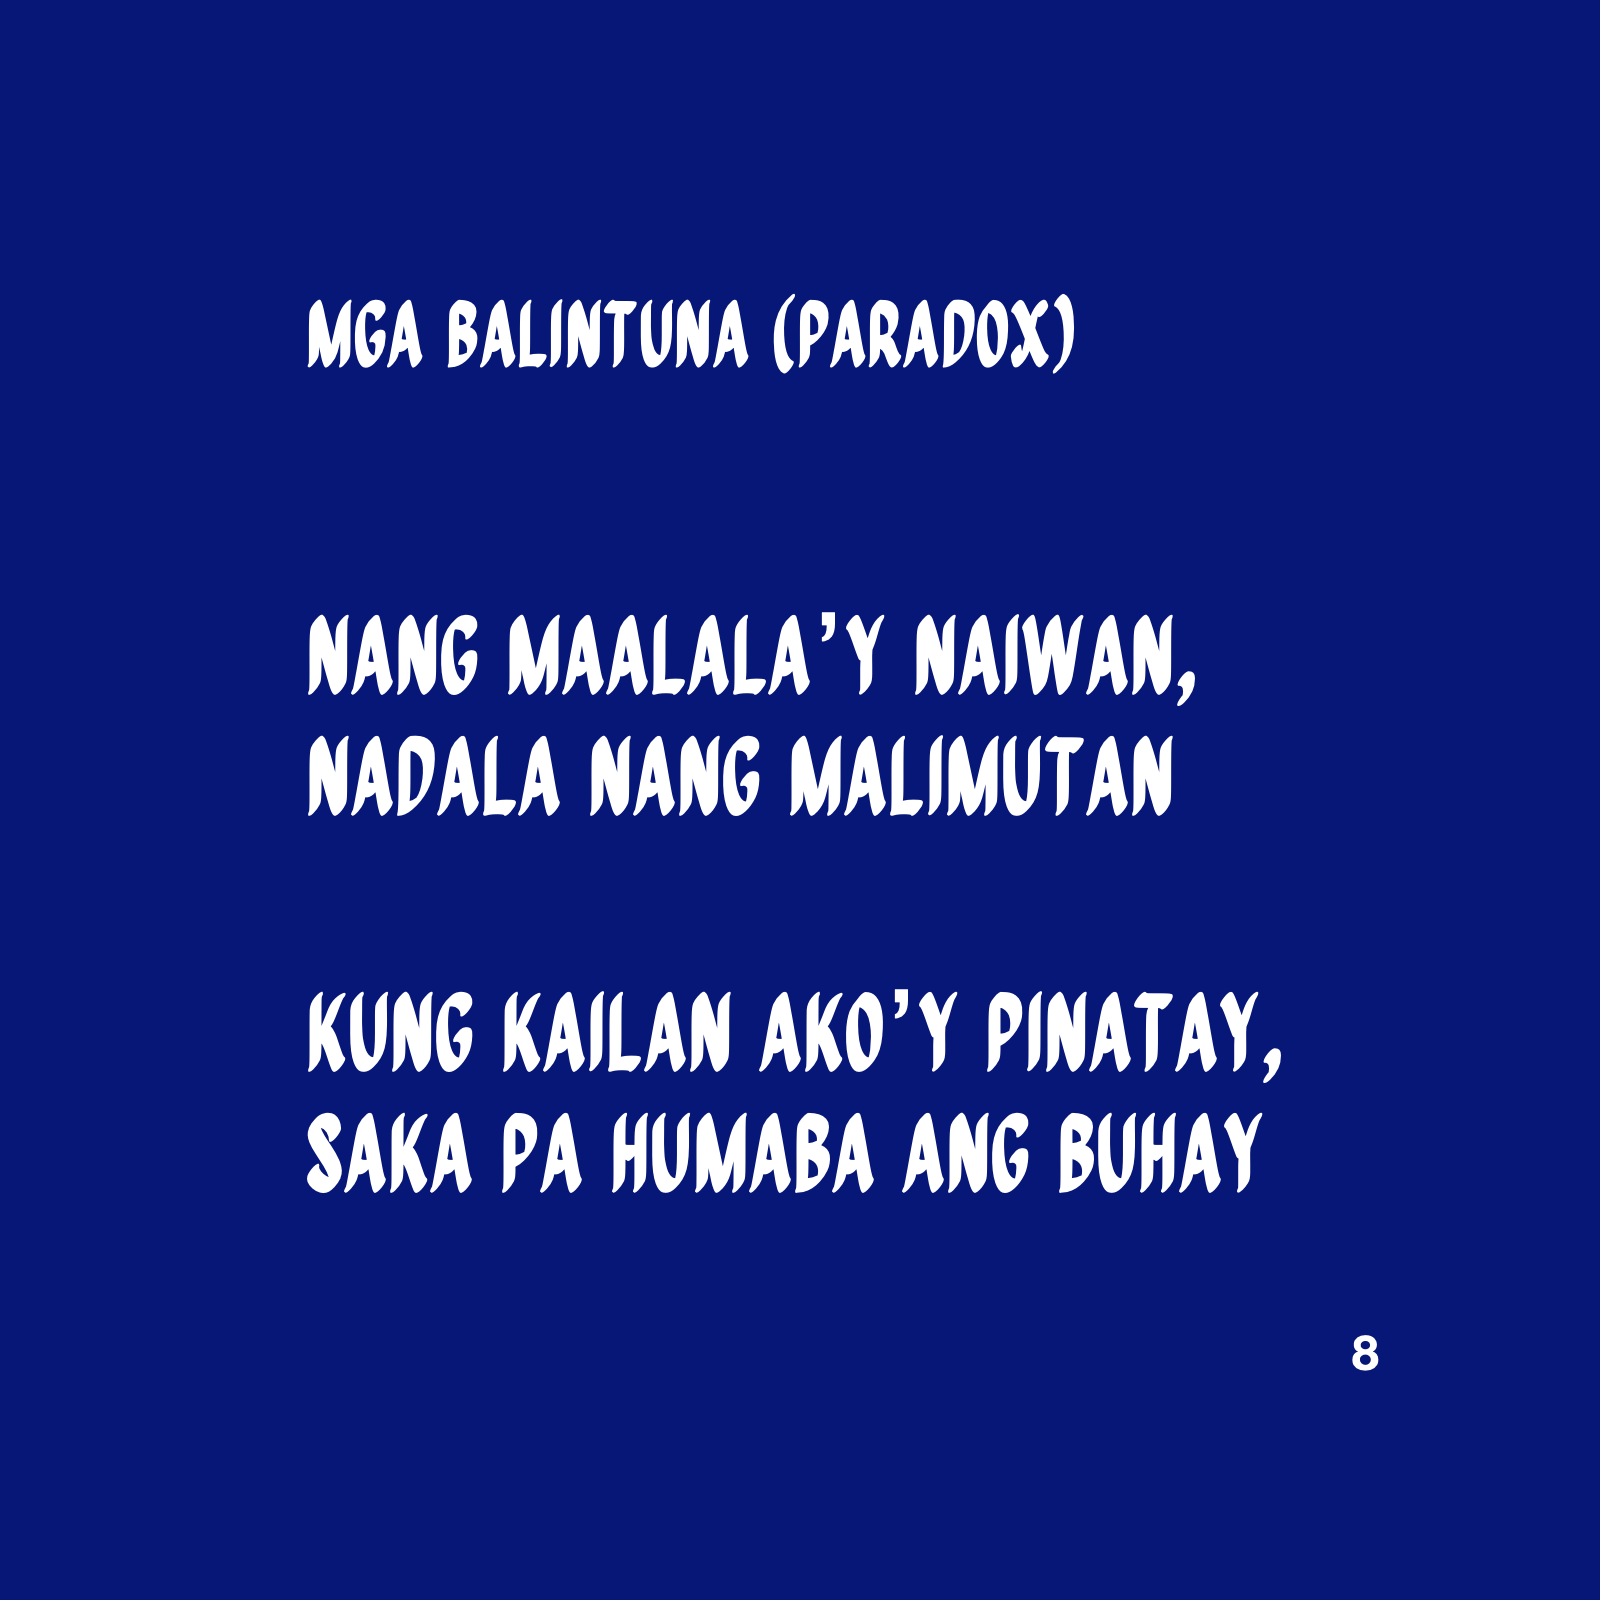 MGA BALINTUNA (PARADOX)
NANG MAALALA’Y NAIWAN,
NADALA NANG MALIMUTAN
KUNG KAILAN AKO’Y PINATAY,
SAKA PA HUMABA ANG BUHAY
8